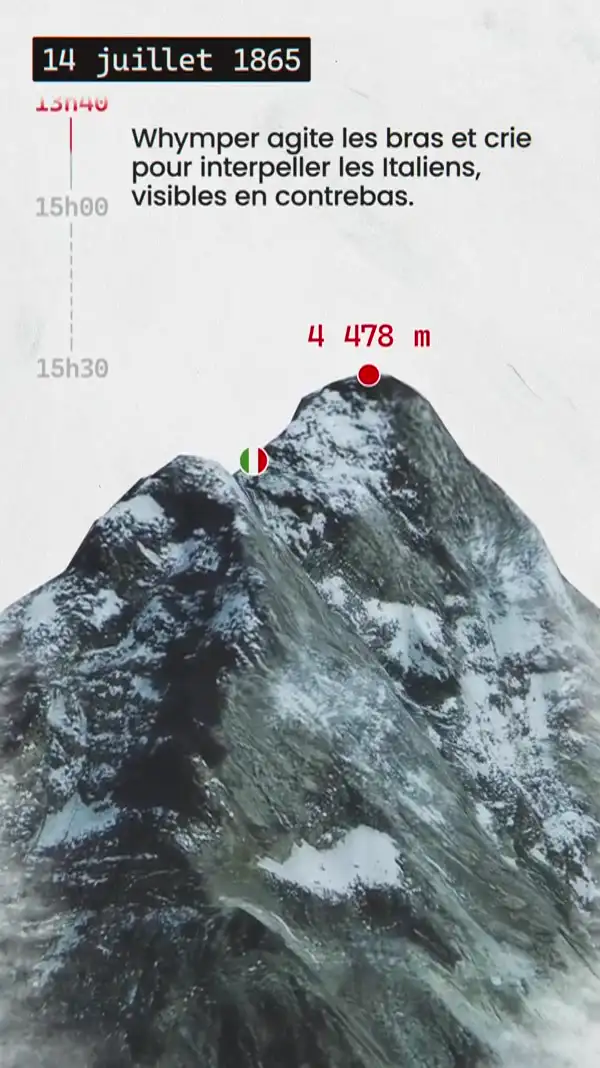 14 juillet 1865
13h40
Whymper agite les bras et crie
pour interpeller les Italiens,
visibles en contrebas.
15h00
15h30
4 478 m